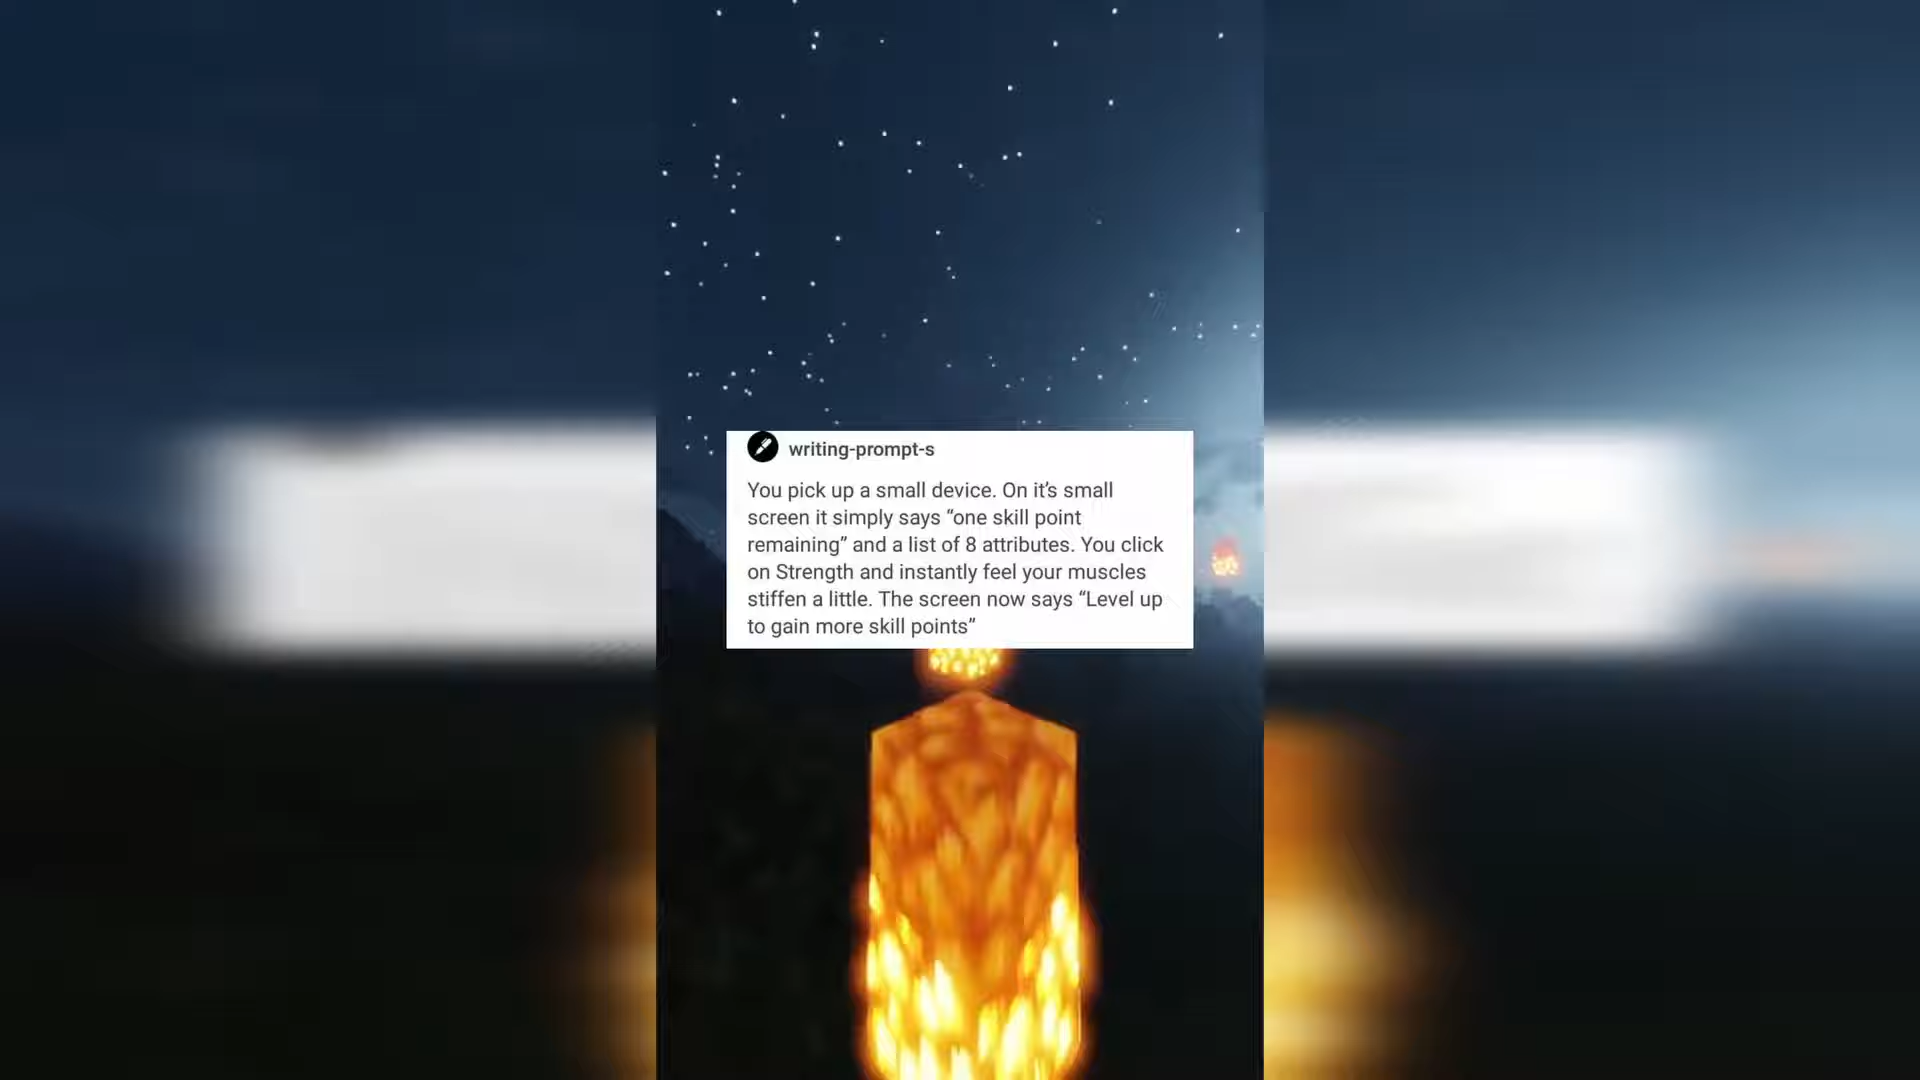 writing-prompt-s
You pick up a small device. On it’s small
screen it simply says “one skill point
remaining” and a list of 8 attributes. You click
on Strength and instantly feel your muscles
stiffen a little. The screen now says “Level up
to gain more skill points”